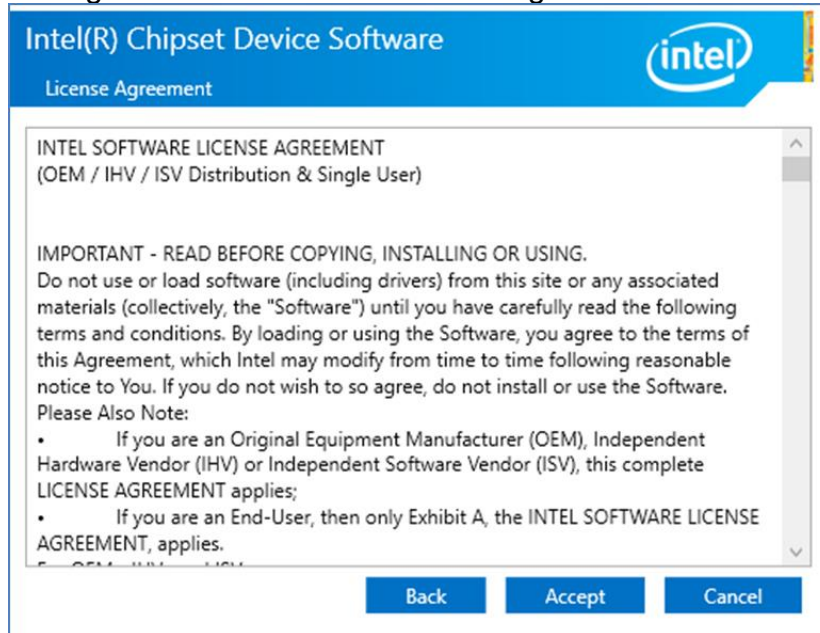 Intel(R) Chipset Device Software
intel
License Agreement
INTEL SOFTWARE LICENSE AGREEMENT
(OEM / IHV / ISV Distribution & Single User)
IMPORTANT - READ BEFORE COPYING, INSTALLING OR USING.
Do not use or load software (including drivers) from this site or any associated
materials (collectively, the "Software") until you have carefully read the following
terms and conditions. By loading or using the Software, you agree to the terms of
this Agreement, which Intel may modify from time to time following reasonable
notice to You. If you do not wish to so agree, do not install or use the Software.
Please Also Note:
• If you are an Original Equipment Manufacturer (OEM), Independent
Hardware Vendor (IHV) or Independent Software Vendor (ISV), this complete
LICENSE AGREEMENT applies;
• If you are an End-User, then only Exhibit A, the INTEL SOFTWARE LICENSE
AGREEMENT, applies.
Back Accept Cancel